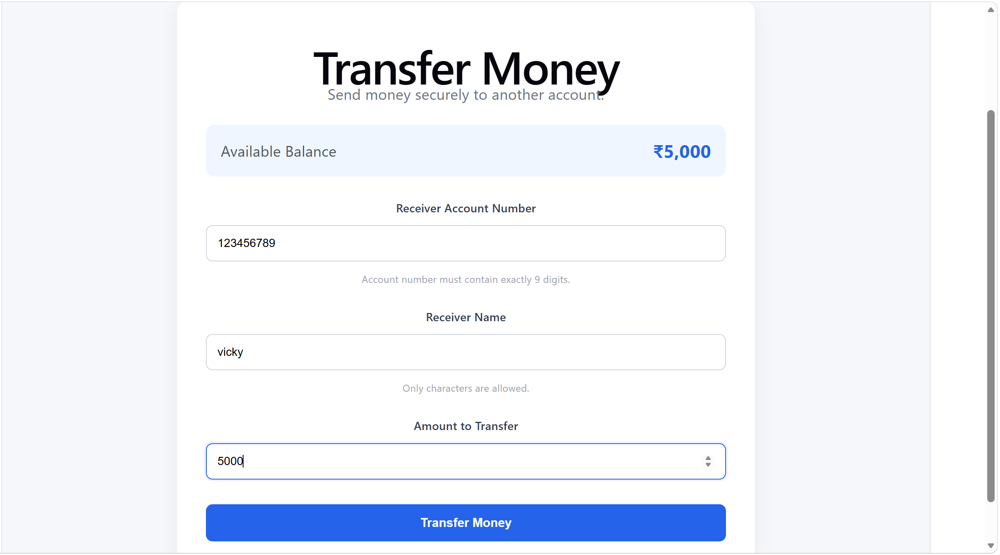 Transfer Money
Send money securely to another account.
Available Balance ₹5,000
Receiver Account Number
123456789
Account number must contain exactly 9 digits.
Receiver Name
vicky
Only characters are allowed.
Amount to Transfer
5000
Transfer Money